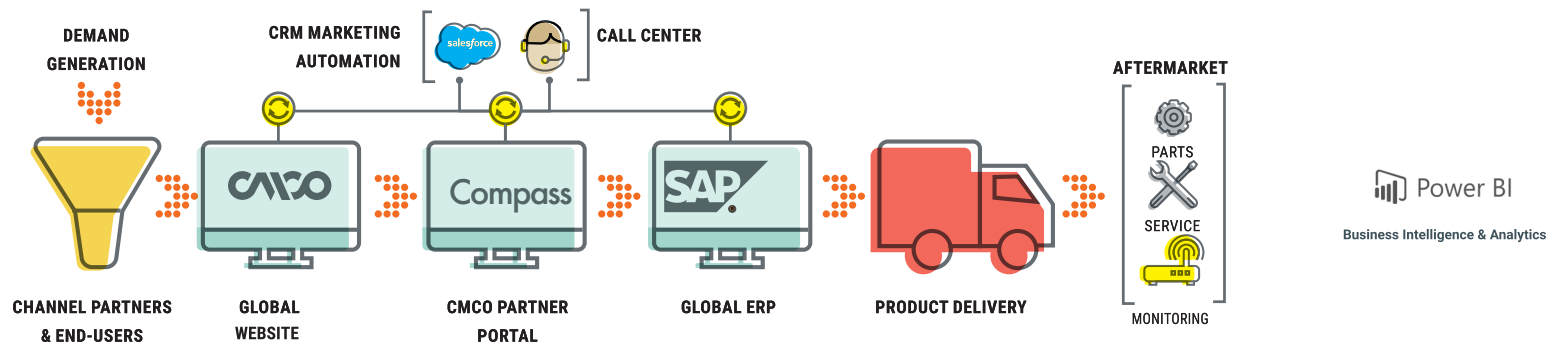 DEMAND
GENERATION
CRM MARKETING
AUTOMATION
salesforce
CALL CENTER
AFTERMARKET
CMCO
Compass
SAP
PARTS
SERVICE
MONITORING
Power BI
Business Intelligence & Analytics
CHANNEL PARTNERS
& END-USERS
GLOBAL
WEBSITE
CMCO PARTNER
PORTAL
GLOBAL ERP
PRODUCT DELIVERY